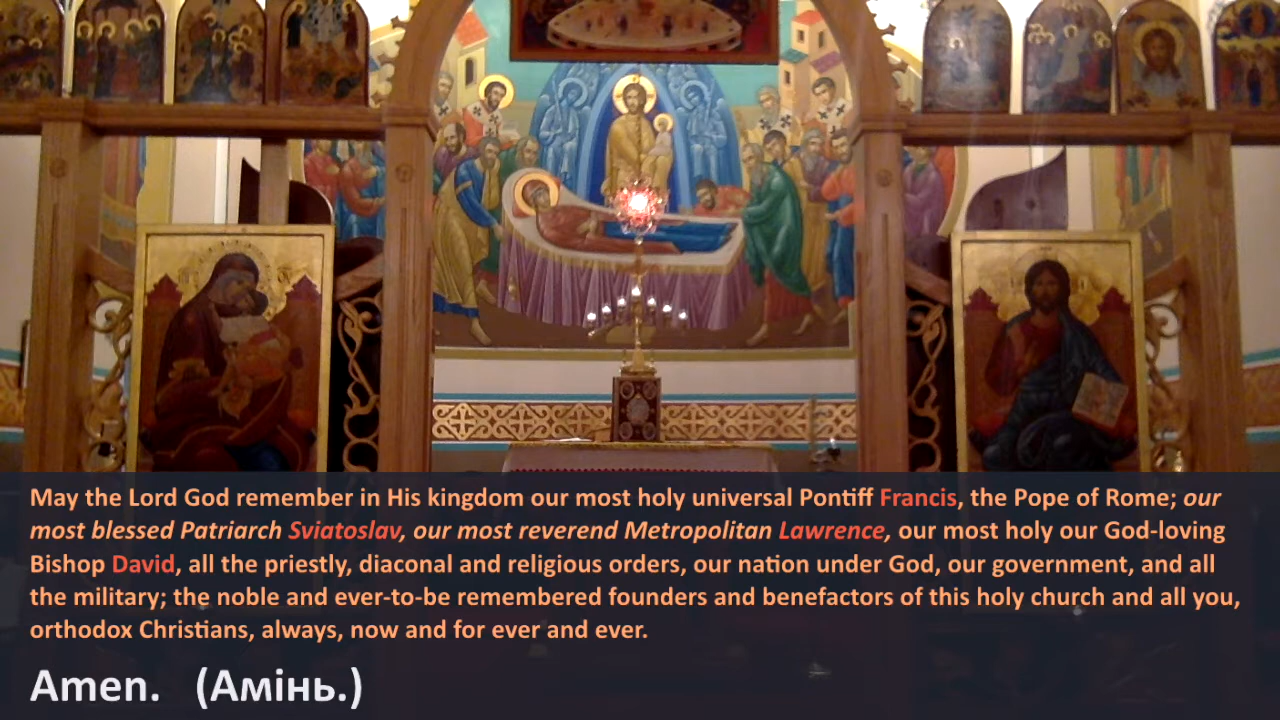 May the Lord God remember in His kingdom our most holy universal Pontiff Francis, the Pope of Rome; our
most blessed Patriarch Sviatoslav, our most reverend Metropolitan Lawrence, our most holy our God-loving
Bishop David, all the priestly, diaconal and religious orders, our nation under God, our government, and all
the military; the noble and ever-to-be remembered founders and benefactors of this holy church and all you,
orthodox Christians, always, now and for ever and ever.
Amen. (Амінь.)